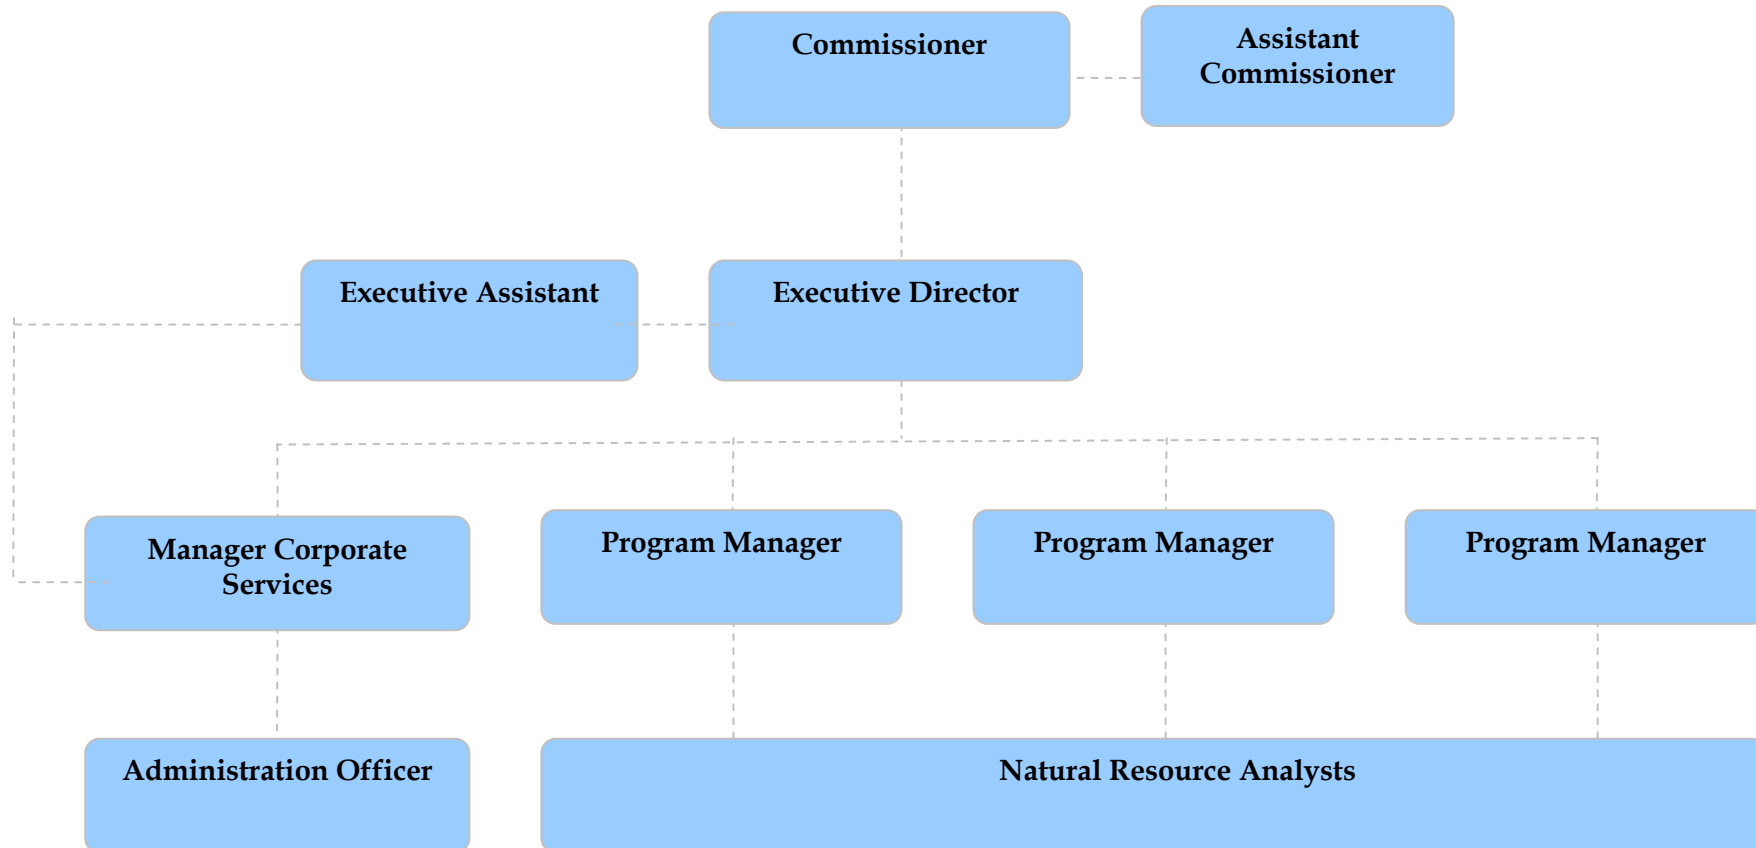 Commissioner
Assistant
Commissioner
Executive Assistant
Executive Director
Manager Corporate
Services
Program Manager
Program Manager
Program Manager
Administration Officer
Natural Resource Analysts